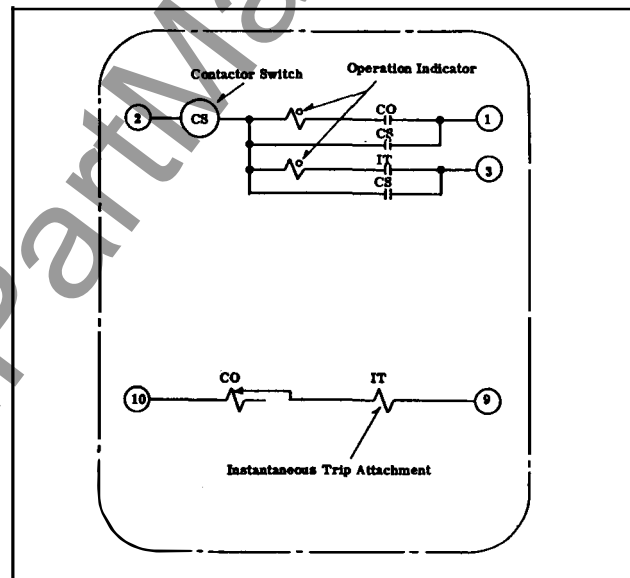 PartMa
Contactor Switch
Operation Indicator
2
CS
CO
1
CS
IT
3
CS
10
CO
IT
9
Instantaneous Trip Attachment